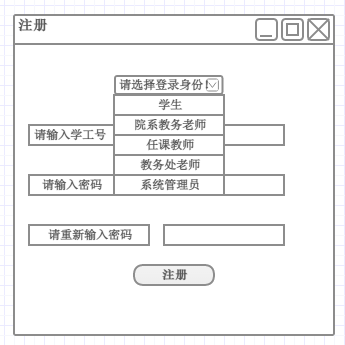 注册
请选择登录身份!
学生
院系教务老师
请输入学工号
任课教师
教务处老师
请输入密码
系统管理员
请重新输入密码
注册